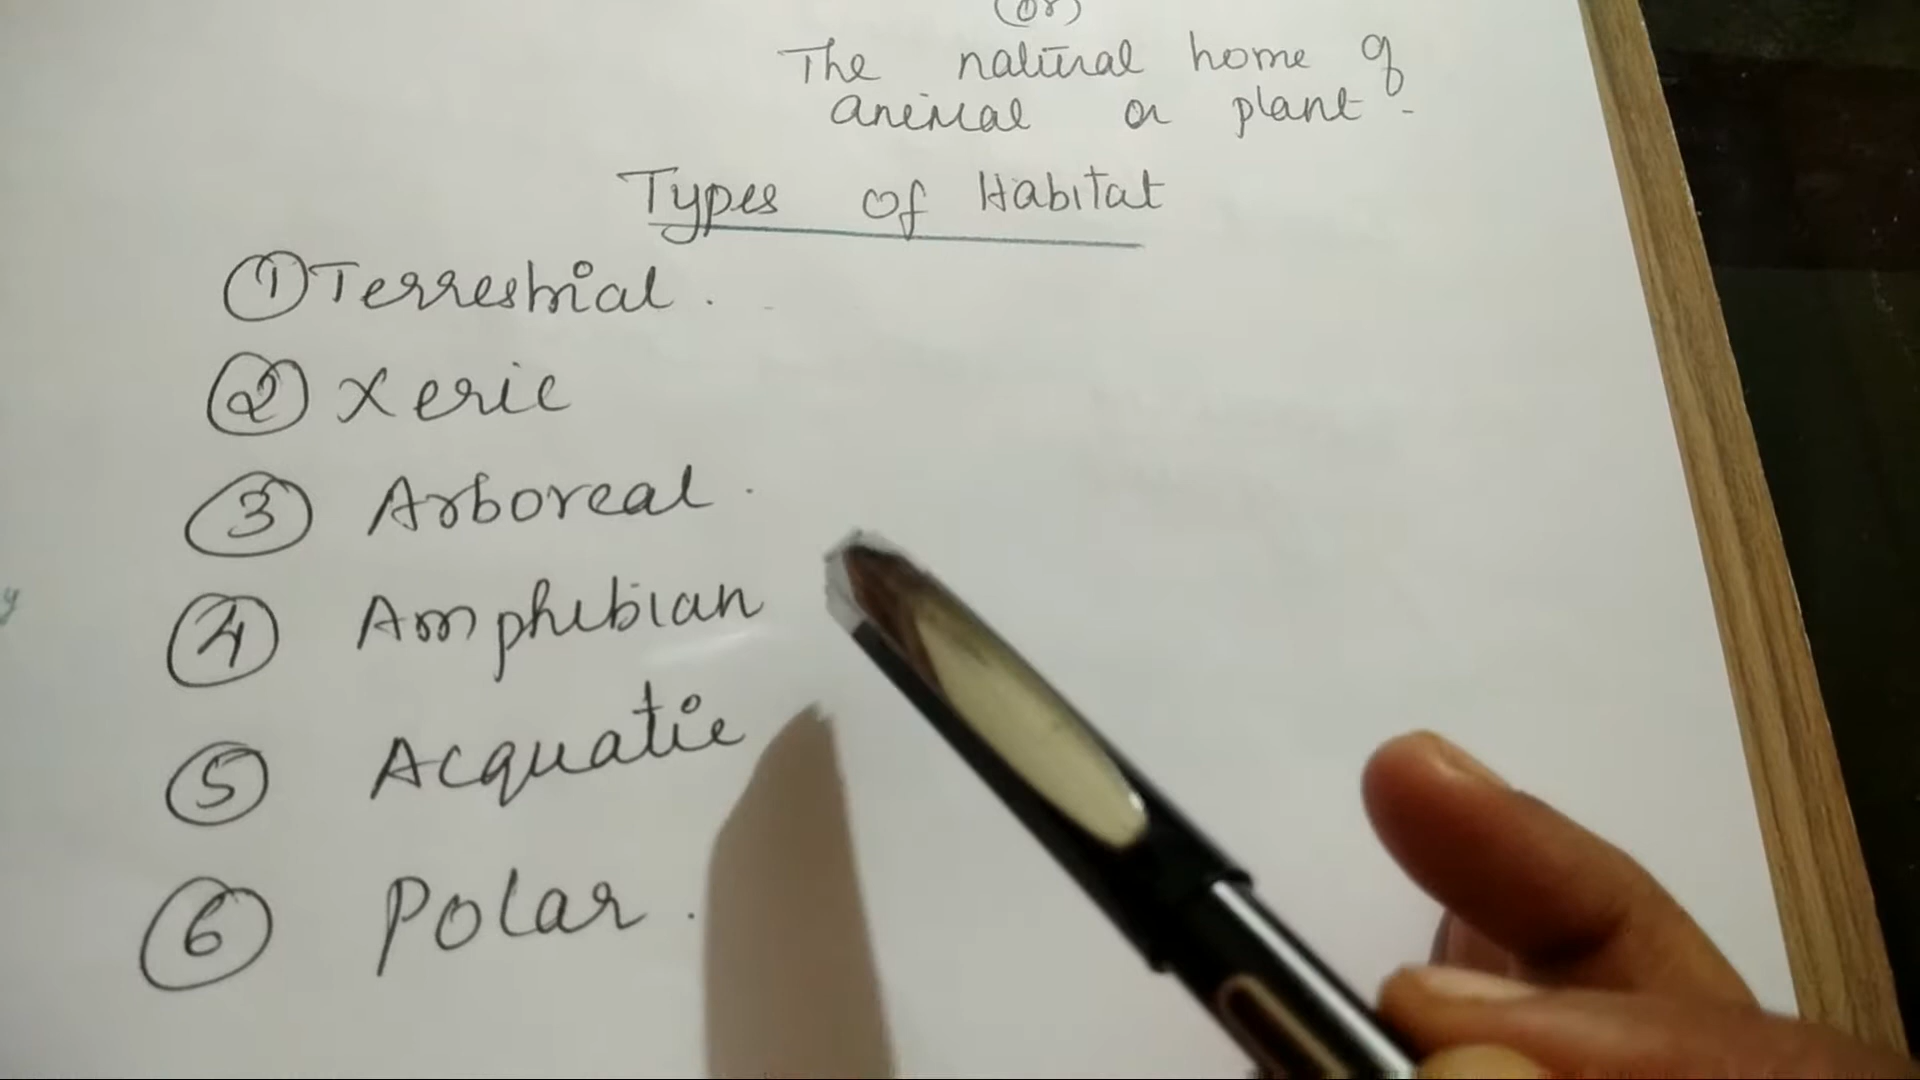 (or)
The natural home of
animal or plant.
Types of Habitat
1 Terrestrial.
2 Xeric
3 Arboreal.
4 Amphibian
5 Acquatic
6 Polar.